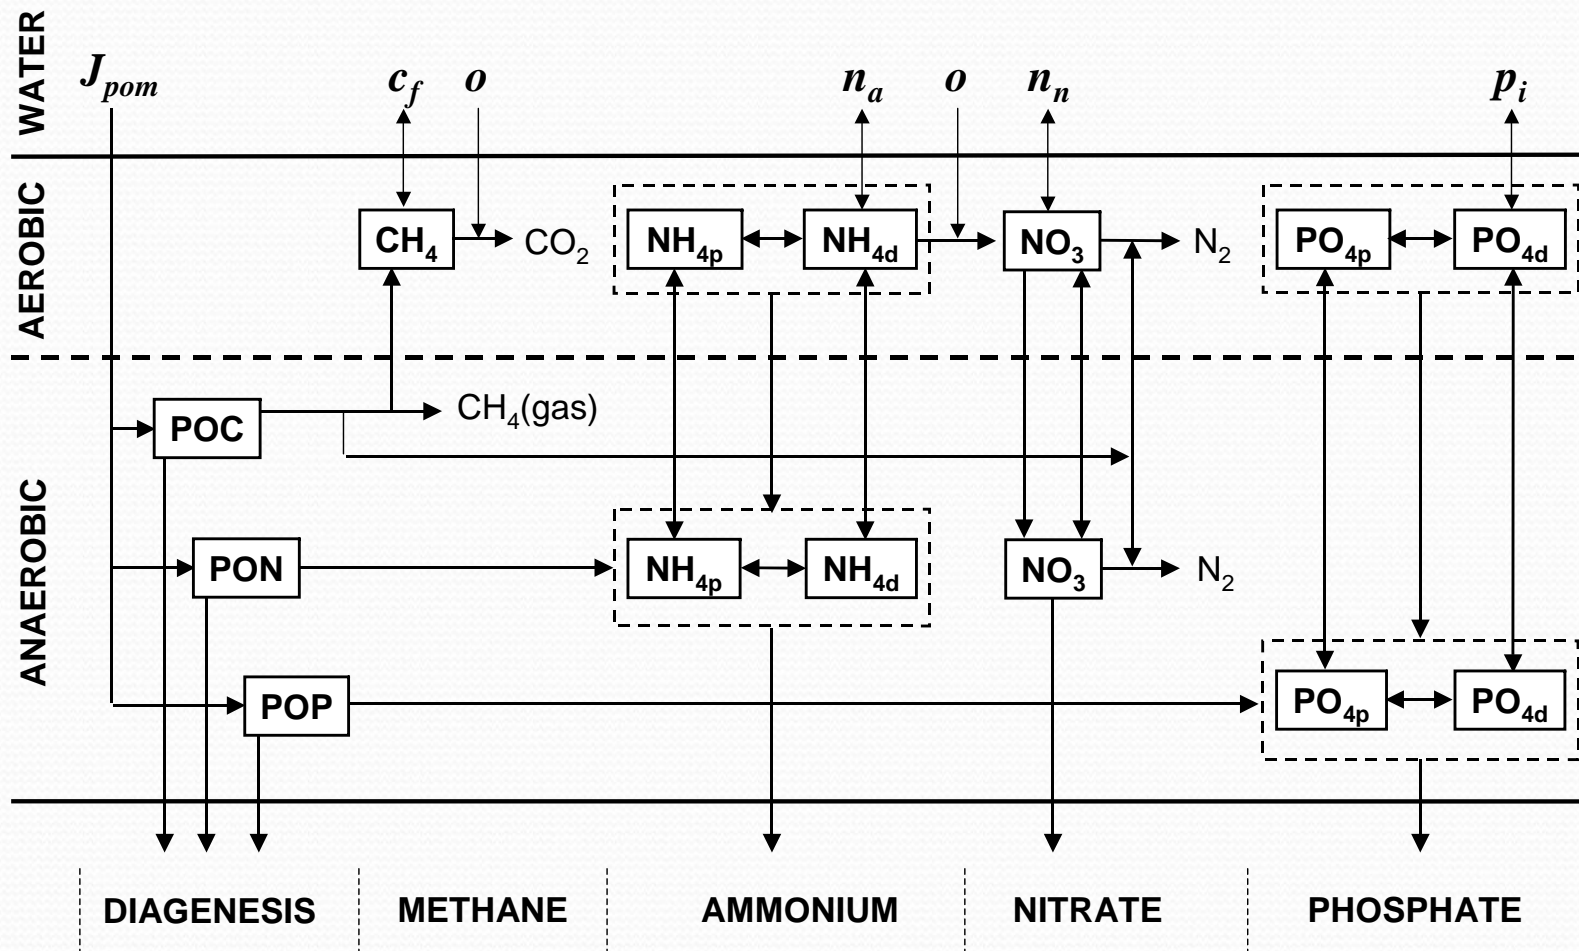 WATER
J_pom
c_f
o
n_a
o
n_n
p_i
AEROBIC
CH₄
CO₂
NH₄p
NH₄d
NO₃
N₂
PO₄p
PO₄d
ANAEROBIC
POC
CH₄(gas)
PON
NH₄p
NH₄d
NO₃
N₂
POP
PO₄p
PO₄d
DIAGENESIS
METHANE
AMMONIUM
NITRATE
PHOSPHATE